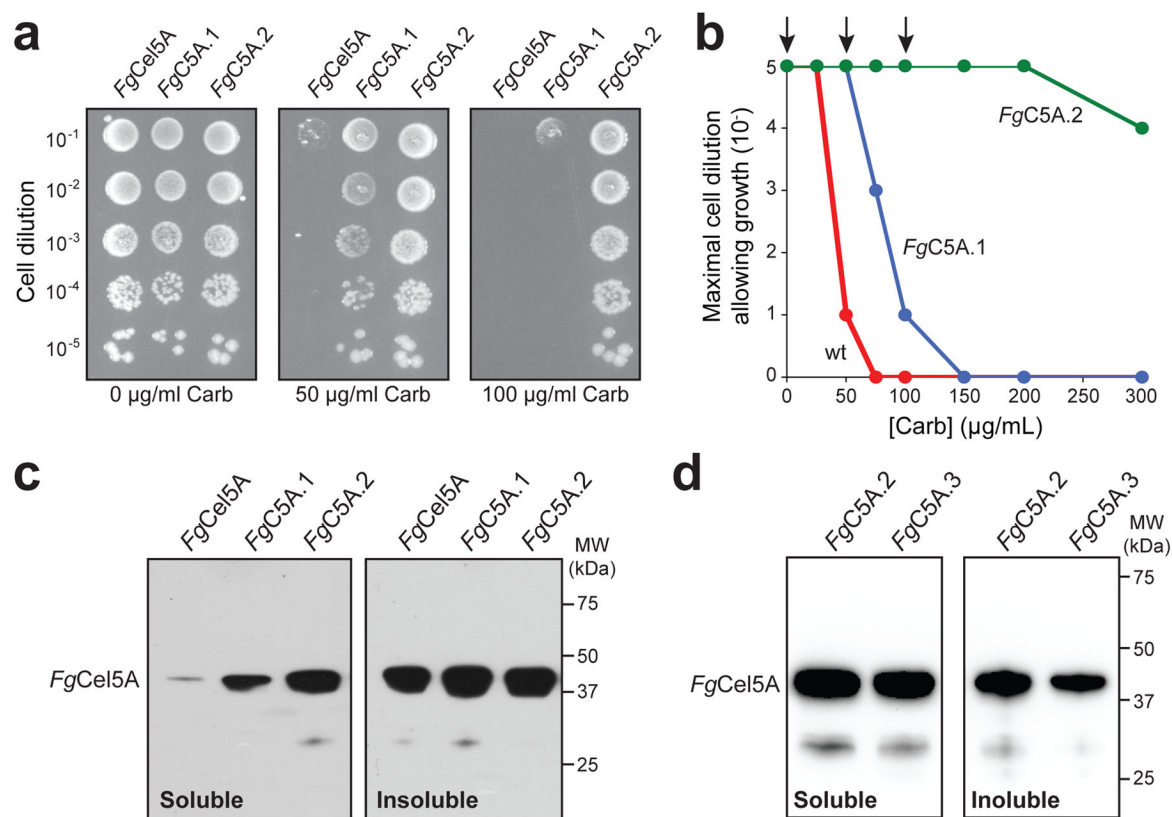 a
FgCel5A
FgC5A.1
FgC5A.2
FgCel5A
FgC5A.1
FgC5A.2
FgCel5A
FgC5A.1
FgC5A.2
Cell dilution
10-1
10-2
10-3
10-4
10-5
0 µg/ml Carb
50 µg/ml Carb
100 µg/ml Carb
b
Maximal cell dilution
allowing growth (10-)
5
4
3
2
1
0
FgC5A.2
FgC5A.1
wt
0
50
100
150
200
250
300
[Carb] (µg/mL)
c
FgCel5A
FgC5A.1
FgC5A.2
FgCel5A
FgC5A.1
FgC5A.2
MW
(kDa)
75
50
37
25
FgCel5A
Soluble
Insoluble
d
FgC5A.2
FgC5A.3
FgC5A.2
FgC5A.3
MW
(kDa)
75
50
37
25
FgCel5A
Soluble
Inoluble